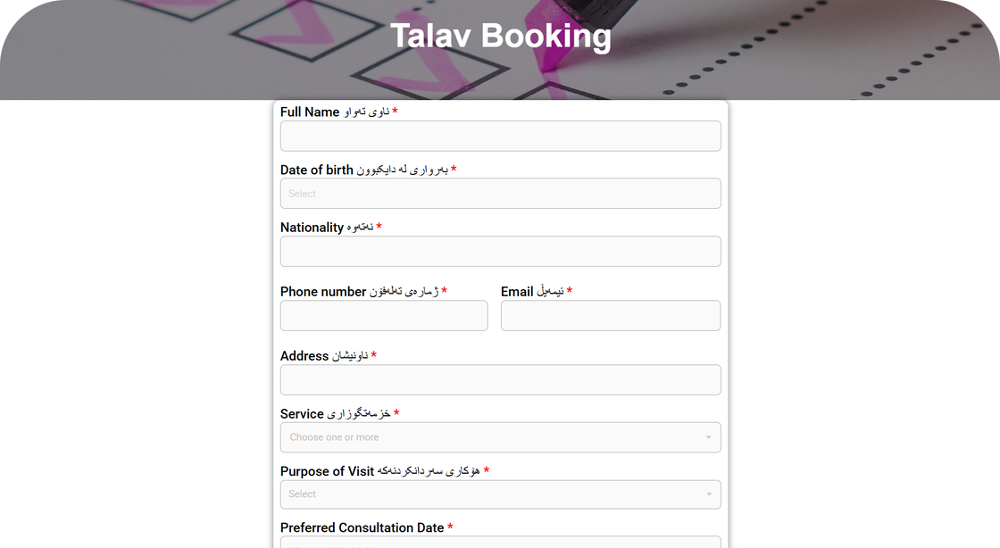 Talav Booking
Full Name ناوی تەواو *
Date of birth بەرواری لە دایکبوون *
Select
Nationality نەتەوە *
Phone number ژمارەی تەلەفۆن * Email ئیمەیڵ *
Address ناونیشان *
Service خزمەتگوزاری *
Choose one or more
Purpose of Visit هۆکاری سەردانکردنەکە *
Select
Preferred Consultation Date *